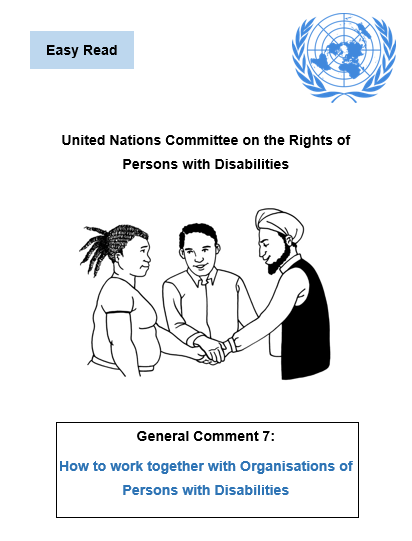 Easy Read
United Nations Committee on the Rights of
Persons with Disabilities
General Comment 7:
How to work together with Organisations of
Persons with Disabilities